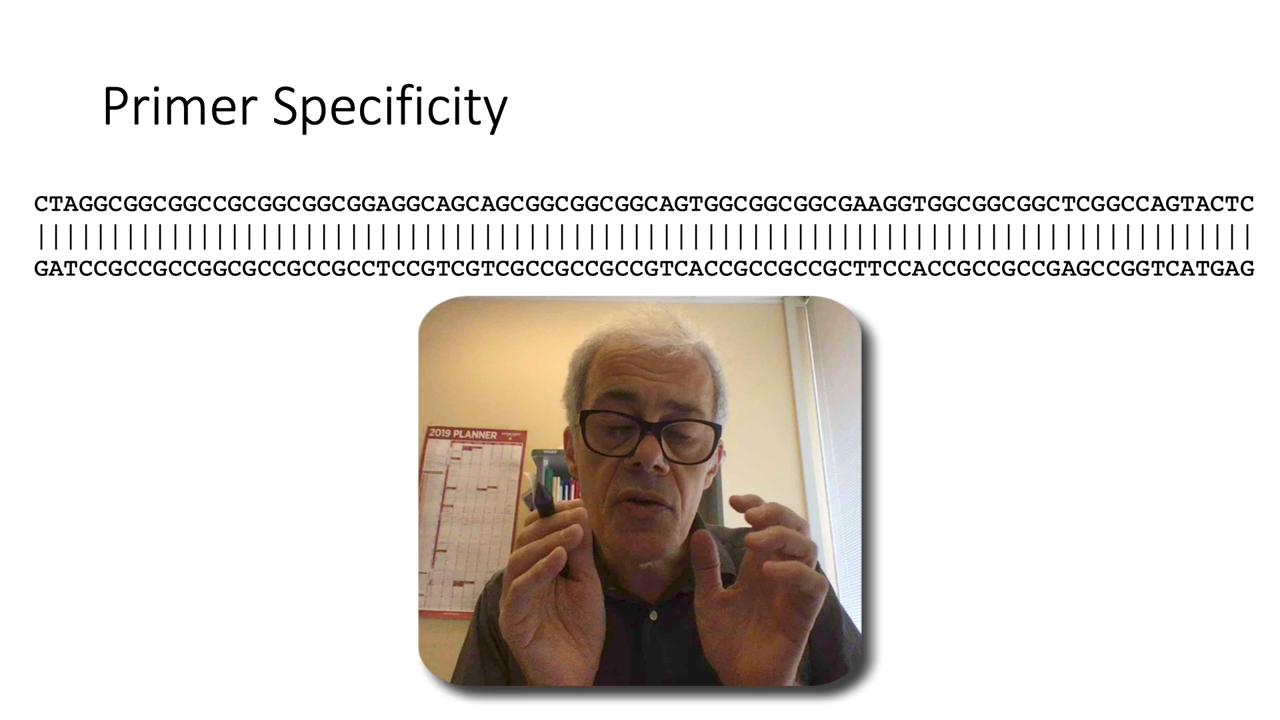 Primer Specificity
CTAGGCGGCGGCCGCGGCGGCGGAGGCAGCAGCGGCGGCGGCAGTGGCGGCGGCGAAGGTGGCGGCGGCTCGGCCAGTACTC
||||||||||||||||||||||||||||||||||||||||||||||||||||||||||||||||||||||||||||||||||
GATCCGCCGCCGGCGCCGCCGCCTCCGTCGTCGCCGCCGCCGTCACCGCCGCCGCTTCCACCGCCGCCGAGCCGGTCATGAG
2019 PLANNER